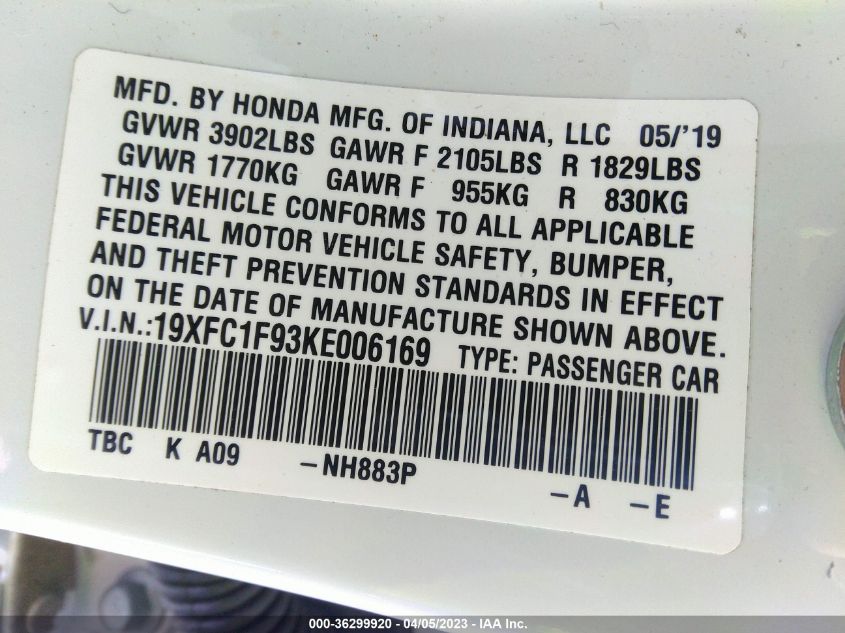 MFD. BY HONDA MFG. OF INDIANA, LLC 05/'19
GVWR 3902LBS GAWR F 2105LBS R 1829LBS
GVWR 1770KG GAWR F 955KG R 830KG
THIS VEHICLE CONFORMS TO ALL APPLICABLE
FEDERAL MOTOR VEHICLE SAFETY, BUMPER,
AND THEFT PREVENTION STANDARDS IN EFFECT
ON THE DATE OF MANUFACTURE SHOWN ABOVE.
V.I.N.:19XFC1F93KE006169 TYPE: PASSENGER CAR
TBC K A09 -NH883P -A -E
000-36299920 - 04/05/2023 - IAA Inc.